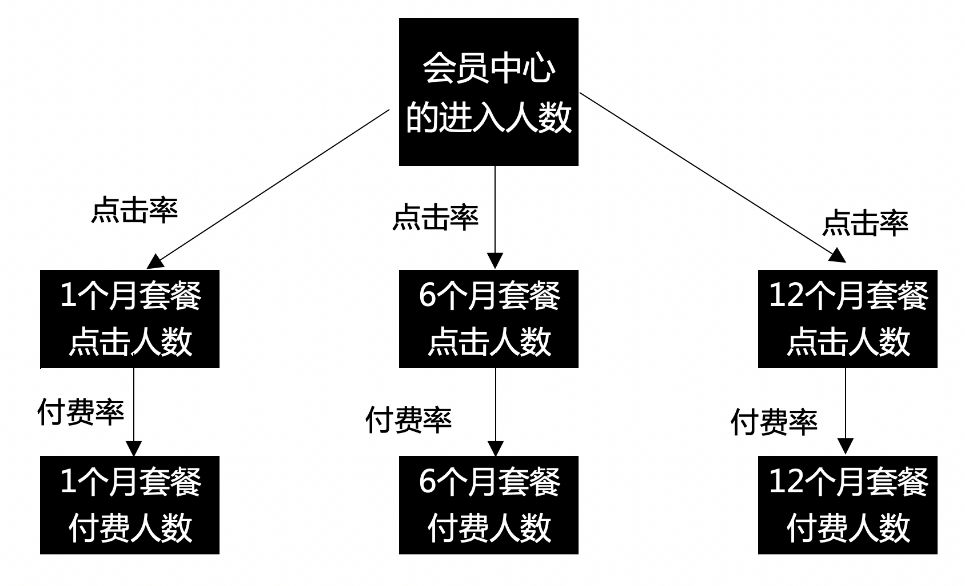 会员中心
的进入人数
点击率
点击率
点击率
1个月套餐
点击人数
6个月套餐
点击人数
12个月套餐
点击人数
付费率
付费率
付费率
1个月套餐
付费人数
6个月套餐
付费人数
12个月套餐
付费人数